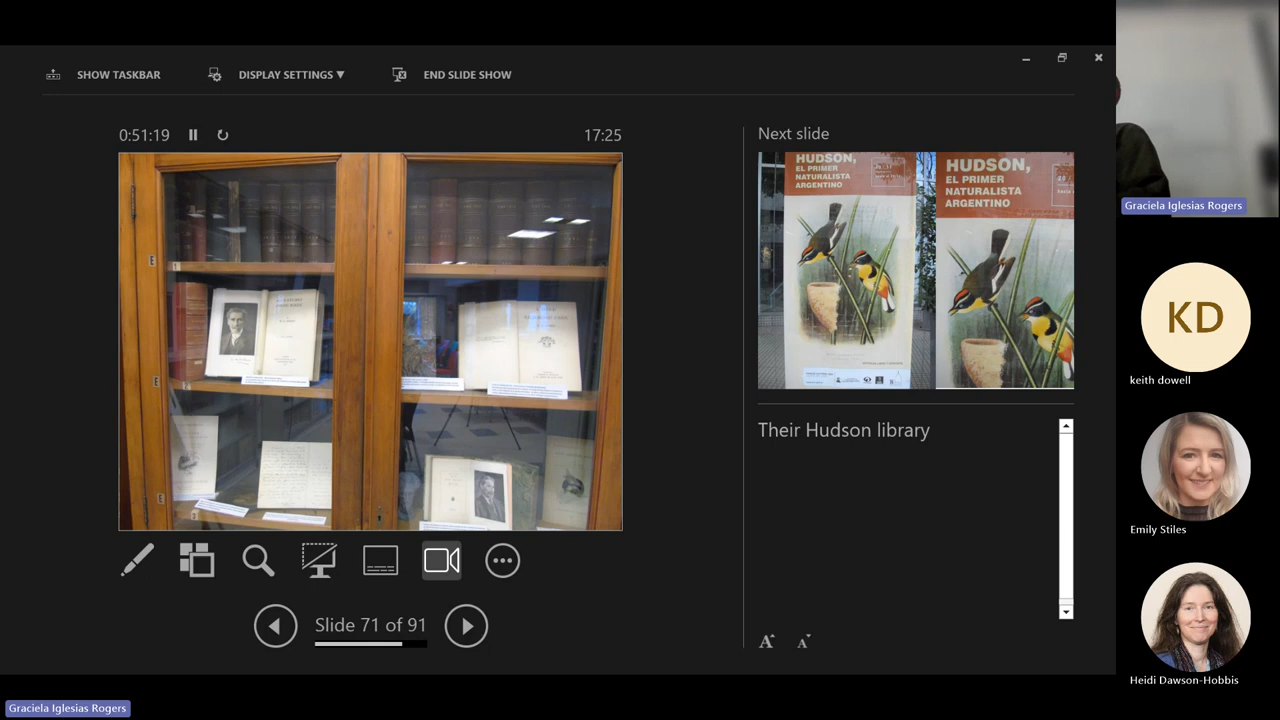 SHOW TASKBAR
DISPLAY SETTINGS ▼
END SLIDE SHOW
0:51:19
17:25
Next slide
HUDSON,
EL PRIMER
NATURALISTA
ARGENTINO
HUDSON,
EL PRIMER
NATURALISTA
ARGENTINO
Their Hudson library
E
E
E
Slide 71 of 91
A
A
Graciela Iglesias Rogers
KD
keith dowell
Emily Stiles
Heidi Dawson-Hobbis
Graciela Iglesias Rogers